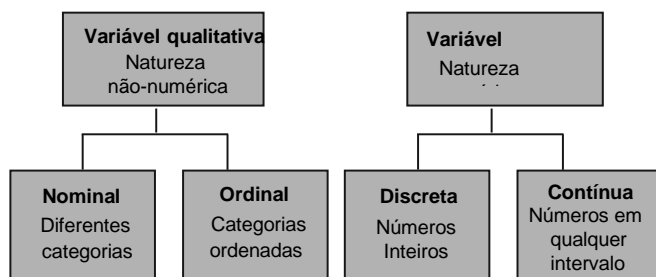 Variável qualitativa
Natureza
não-numérica
Variável
Natureza
Nominal
Diferentes
categorias
Ordinal
Categorias
ordenadas
Discreta
Números
Inteiros
Contínua
Números em
qualquer
intervalo